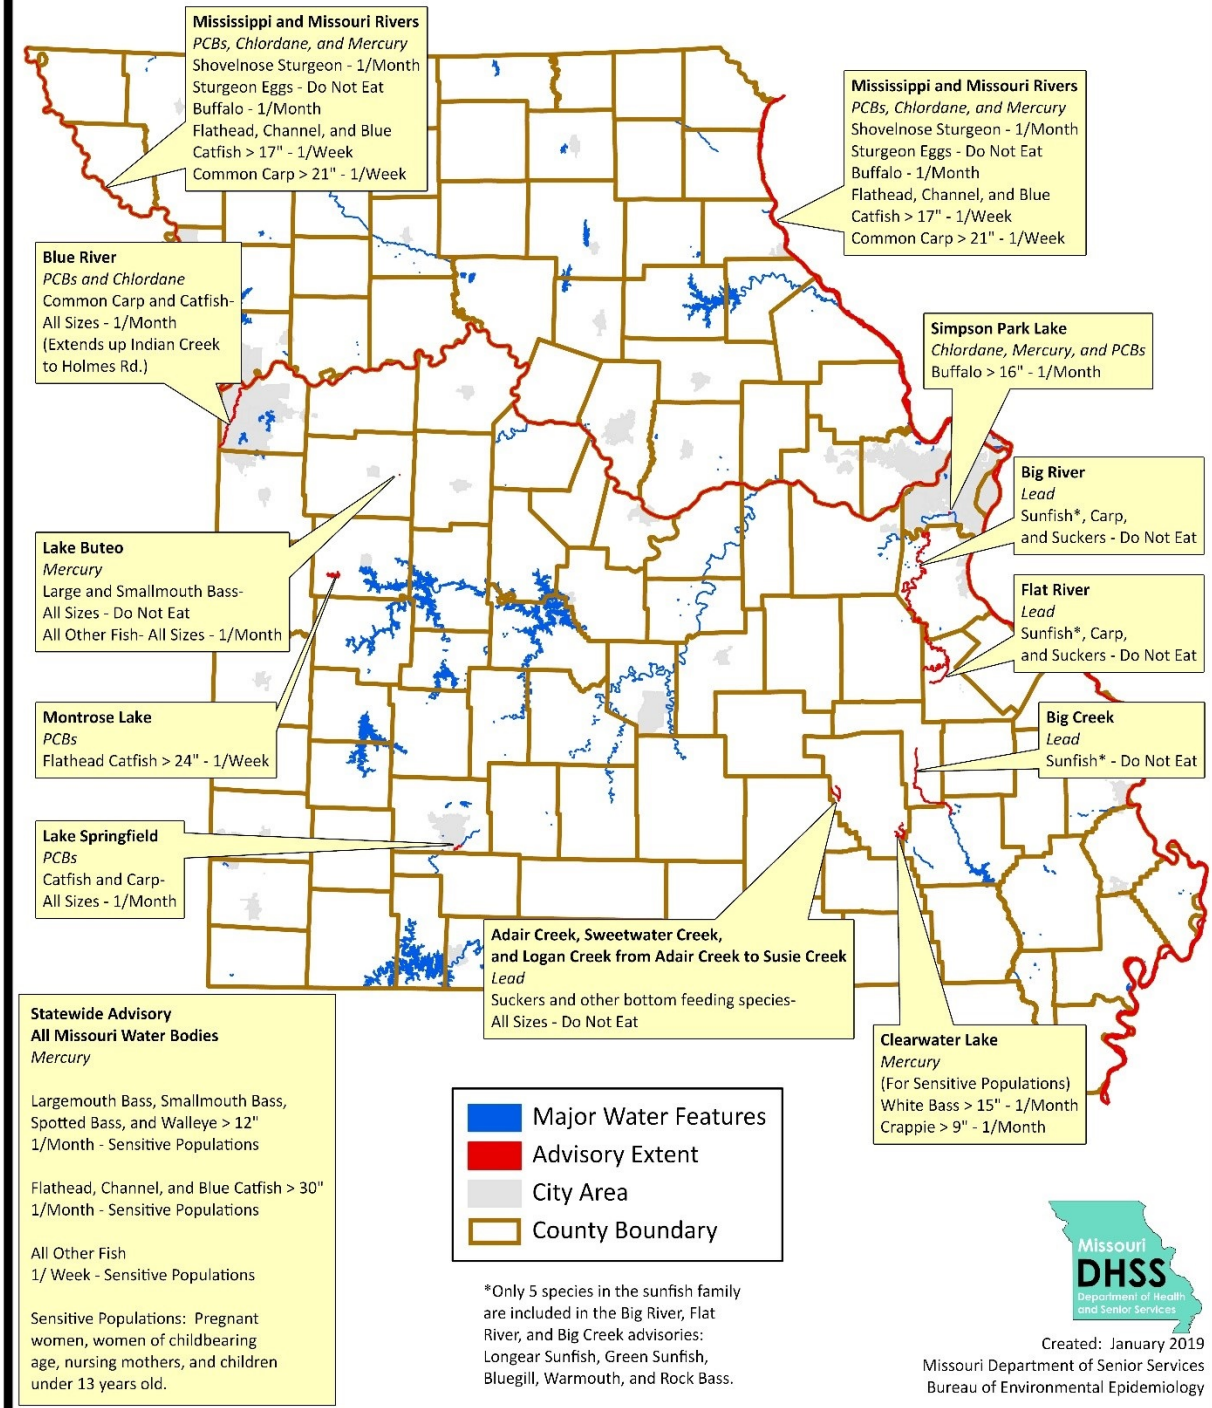 Mississippi and Missouri Rivers
PCBs, Chlordane, and Mercury
Shovelnose Sturgeon - 1/Month
Sturgeon Eggs - Do Not Eat
Buffalo - 1/Month
Flathead, Channel, and Blue
Catfish > 17" - 1/Week
Common Carp > 21" - 1/Week
Mississippi and Missouri Rivers
PCBs, Chlordane, and Mercury
Shovelnose Sturgeon - 1/Month
Sturgeon Eggs - Do Not Eat
Buffalo - 1/Month
Flathead, Channel, and Blue
Catfish > 17" - 1/Week
Common Carp > 21" - 1/Week
Blue River
PCBs and Chlordane
Common Carp and Catfish-
All Sizes - 1/Month
(Extends up Indian Creek
to Holmes Rd.)
Simpson Park Lake
Chlordane, Mercury, and PCBs
Buffalo > 16" - 1/Month
Big River
Lead
Sunfish*, Carp,
and Suckers - Do Not Eat
Lake Buteo
Mercury
Large and Smallmouth Bass-
All Sizes - Do Not Eat
All Other Fish- All Sizes - 1/Month
Flat River
Lead
Sunfish*, Carp,
and Suckers - Do Not Eat
Montrose Lake
PCBs
Flathead Catfish > 24" - 1/Week
Big Creek
Lead
Sunfish* - Do Not Eat
Lake Springfield
PCBs
Catfish and Carp-
All Sizes - 1/Month
Adair Creek, Sweetwater Creek,
and Logan Creek from Adair Creek to Susie Creek
Lead
Suckers and other bottom feeding species-
All Sizes - Do Not Eat
Clearwater Lake
Mercury
(For Sensitive Populations)
White Bass > 15" - 1/Month
Crappie > 9" - 1/Month
Statewide Advisory
All Missouri Water Bodies
Mercury
Largemouth Bass, Smallmouth Bass,
Spotted Bass, and Walleye > 12"
1/Month - Sensitive Populations
Flathead, Channel, and Blue Catfish > 30"
1/Month - Sensitive Populations
All Other Fish
1/ Week - Sensitive Populations
Sensitive Populations: Pregnant
women, women of childbearing
age, nursing mothers, and children
under 13 years old.
Major Water Features
Advisory Extent
City Area
County Boundary
*Only 5 species in the sunfish family
are included in the Big River, Flat
River, and Big Creek advisories:
Longear Sunfish, Green Sunfish,
Bluegill, Warmouth, and Rock Bass.
Missouri
DHSS
Department of Health
and Senior Services
Created: January 2019
Missouri Department of Senior Services
Bureau of Environmental Epidemiology